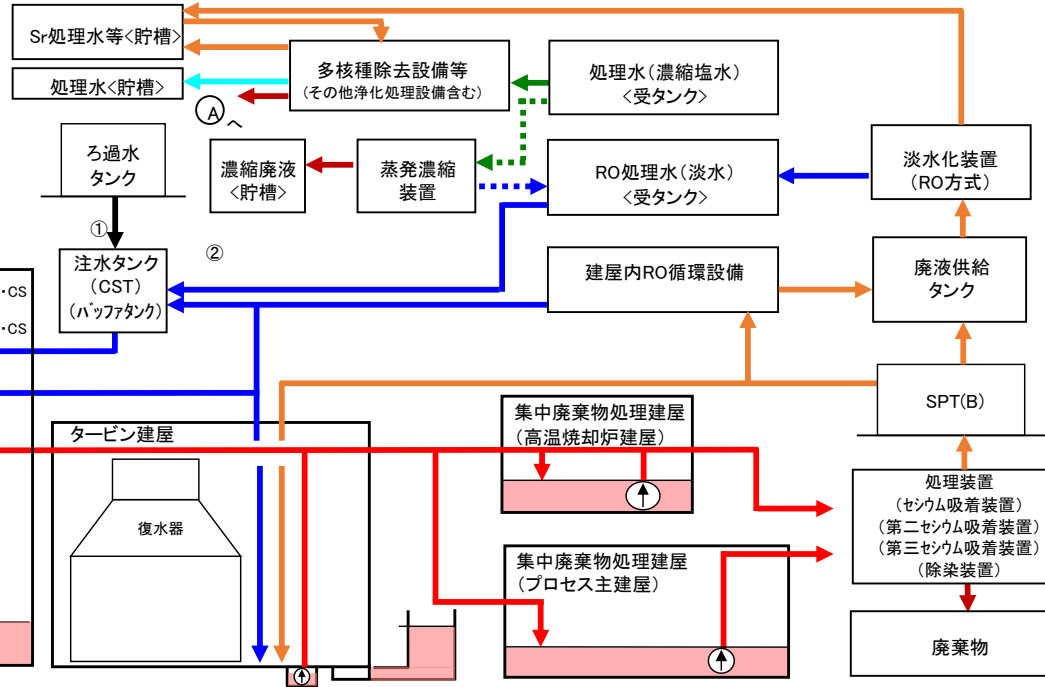 Sr処理水等<貯槽>
処理水<貯槽>
多核種除去設備等
(その他浄化処理設備含む)
処理水(濃縮塩水)
<受タンク>
A
へ
ろ過水
タンク
濃縮廃液
<貯槽>
蒸発濃縮
装置
RO処理水(淡水)
<受タンク>
淡水化装置
(RO方式)
①
②
注水タンク
(CST)
(ﾊﾞｯﾌｧﾀﾝｸ)
建屋内RO循環設備
廃液供給
タンク
・CS
・CS
SPT(B)
タービン建屋
復水器
集中廃棄物処理建屋
(高温焼却炉建屋)
集中廃棄物処理建屋
(プロセス主建屋)
処理装置
(セシウム吸着装置)
(第二セシウム吸着装置)
(第三セシウム吸着装置)
(除染装置)
廃棄物